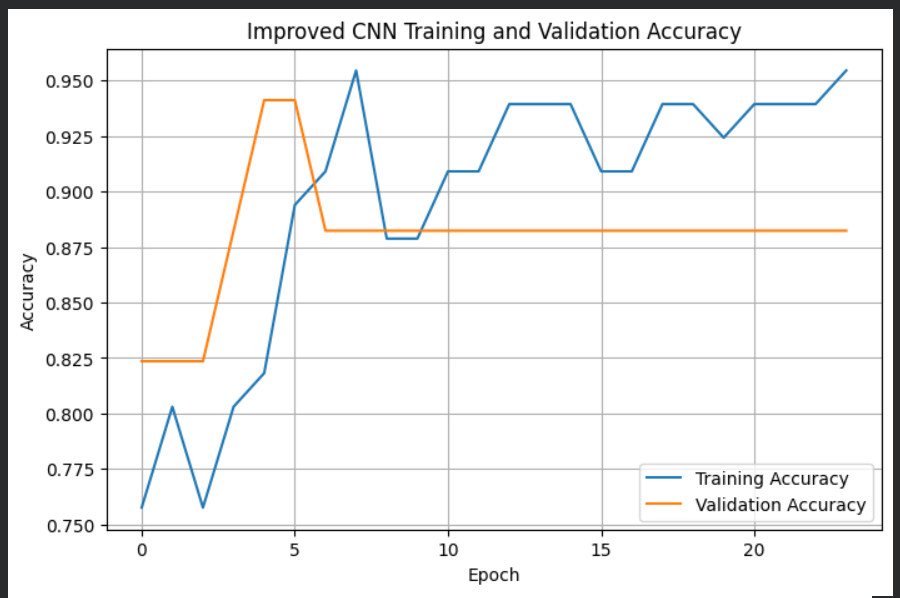 Improved CNN Training and Validation Accuracy
0.950
0.925
0.900
0.875
0.850
0.825
0.800
0.775
0.750
Accuracy
Training Accuracy
Validation Accuracy
0 5 10 15 20
Epoch